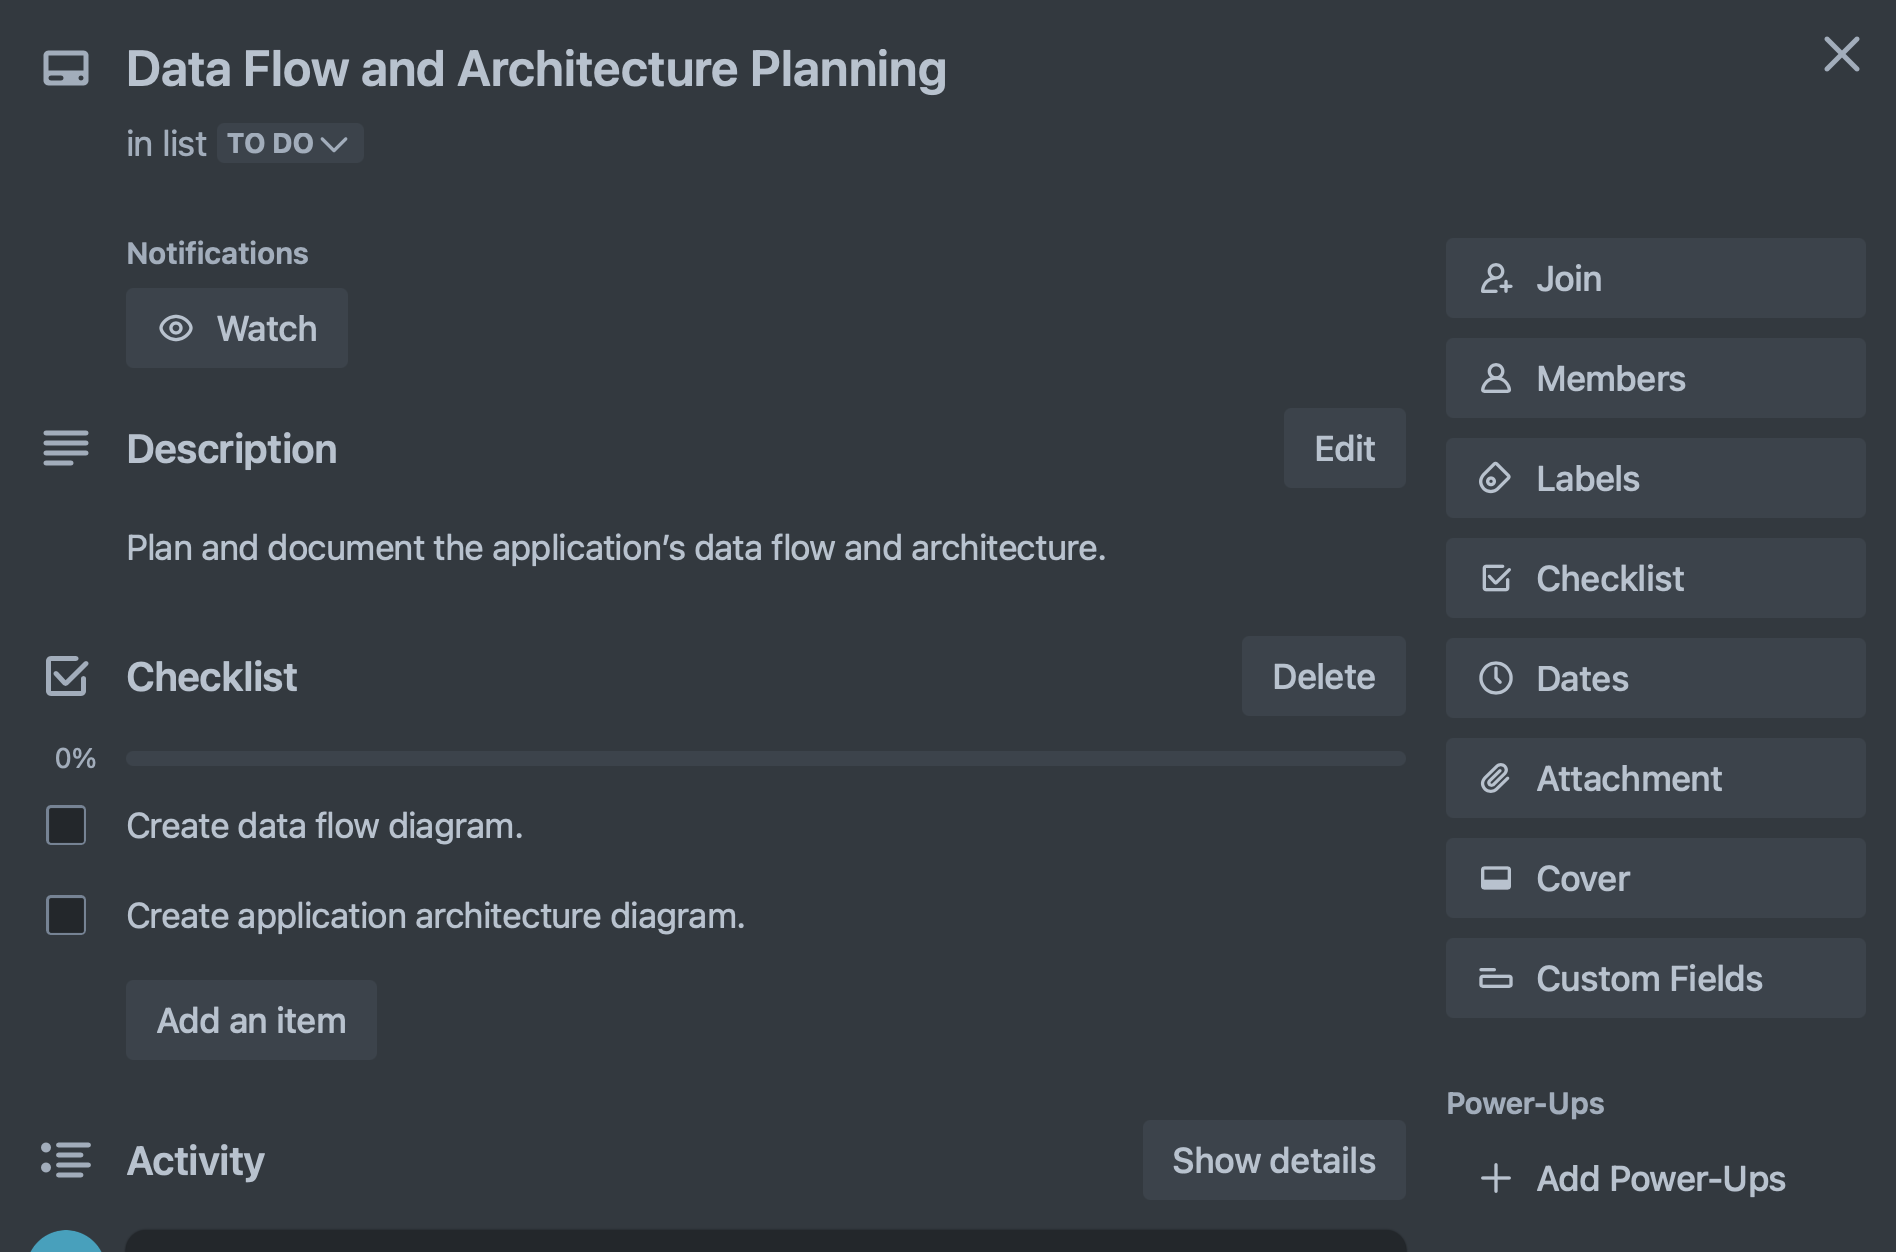 Data Flow and Architecture Planning
in list TO DO
Notifications
Watch
Description
Edit
Plan and document the application’s data flow and architecture.
Checklist
Delete
0%
Create data flow diagram.
Create application architecture diagram.
Add an item
Activity
Show details
Join
Members
Labels
Checklist
Dates
Attachment
Cover
Custom Fields
Power-Ups
Add Power-Ups